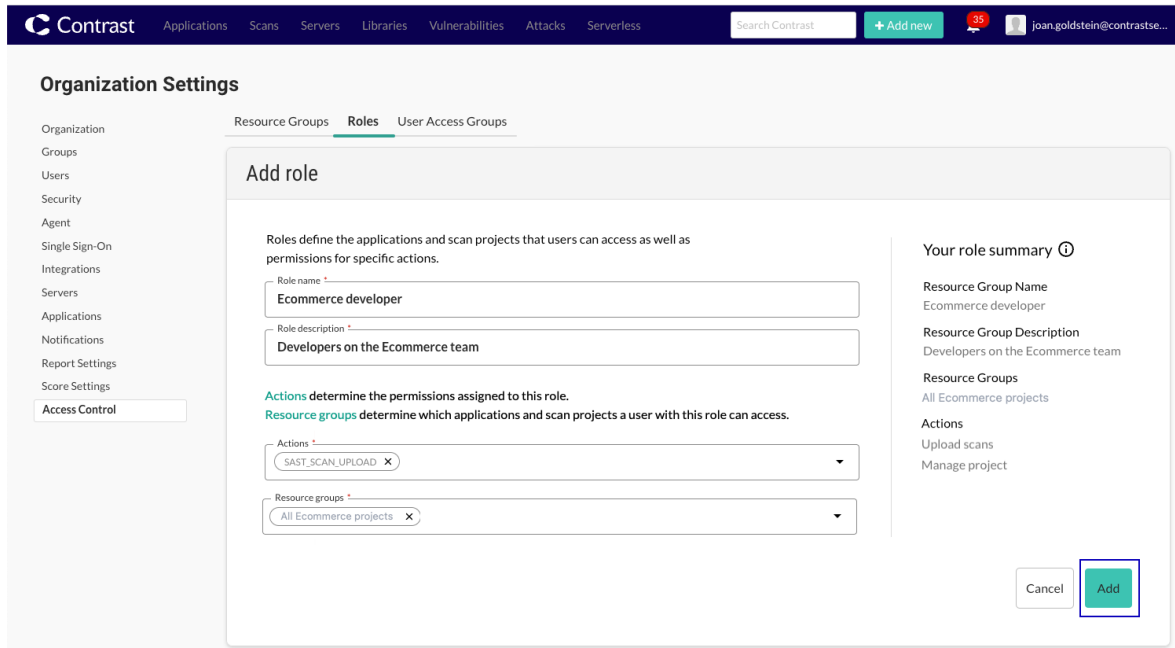 Contrast
Applications Scans Servers Libraries Vulnerabilities Attacks Serverless
Search Contrast
+ Add new
35
joan.goldstein@contrastse...
Organization Settings
Organization
Groups
Users
Security
Agent
Single Sign-On
Integrations
Servers
Applications
Notifications
Report Settings
Score Settings
Access Control
Resource Groups Roles User Access Groups
Add role
Roles define the applications and scan projects that users can access as well as
permissions for specific actions.
Role name *
Ecommerce developer
Role description *
Developers on the Ecommerce team
Actions determine the permissions assigned to this role.
Resource groups determine which applications and scan projects a user with this role can access.
Actions *
SAST_SCAN_UPLOAD ×
Resource groups *
All Ecommerce projects ×
Your role summary
Resource Group Name
Ecommerce developer
Resource Group Description
Developers on the Ecommerce team
Resource Groups
All Ecommerce projects
Actions
Upload scans
Manage project
Cancel
Add